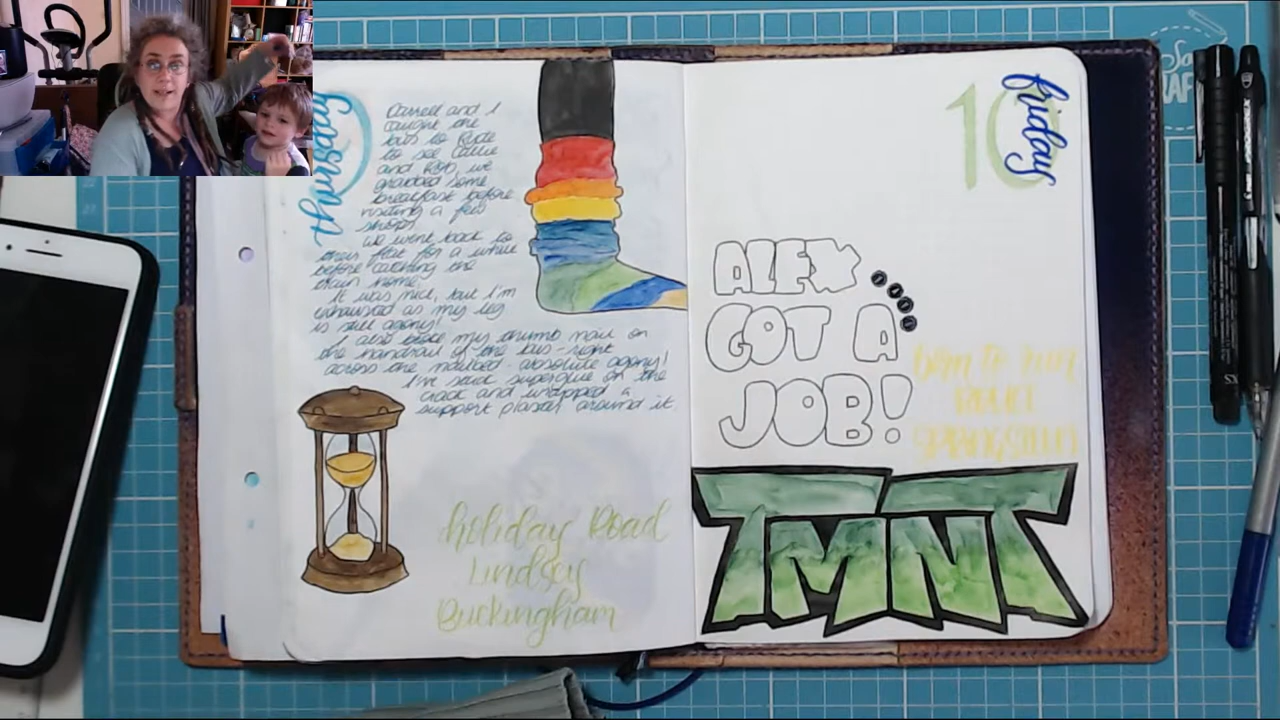 Thursday
Darrell and I
caught the
bus to Ryde
to see Callie
and Rob, we
grabbed some
breakfast before
visiting a few
shops.
We went back to
their flat for a while
before catching the
train home.
It was nice, but I'm
exhausted as my leg
is still agony!
I also broke my thumb nail on
the handrail of the bus - right
across the nailbed - absolute agony!
I've stuck superglue on the
crack and wrapped a
support plaster around it.
Holiday Road
Lindsey
Buckingham
10
friday
ALEX
GOT A
JOB!
born to run
BRUCE
SPRINGSTEEN
TMNT